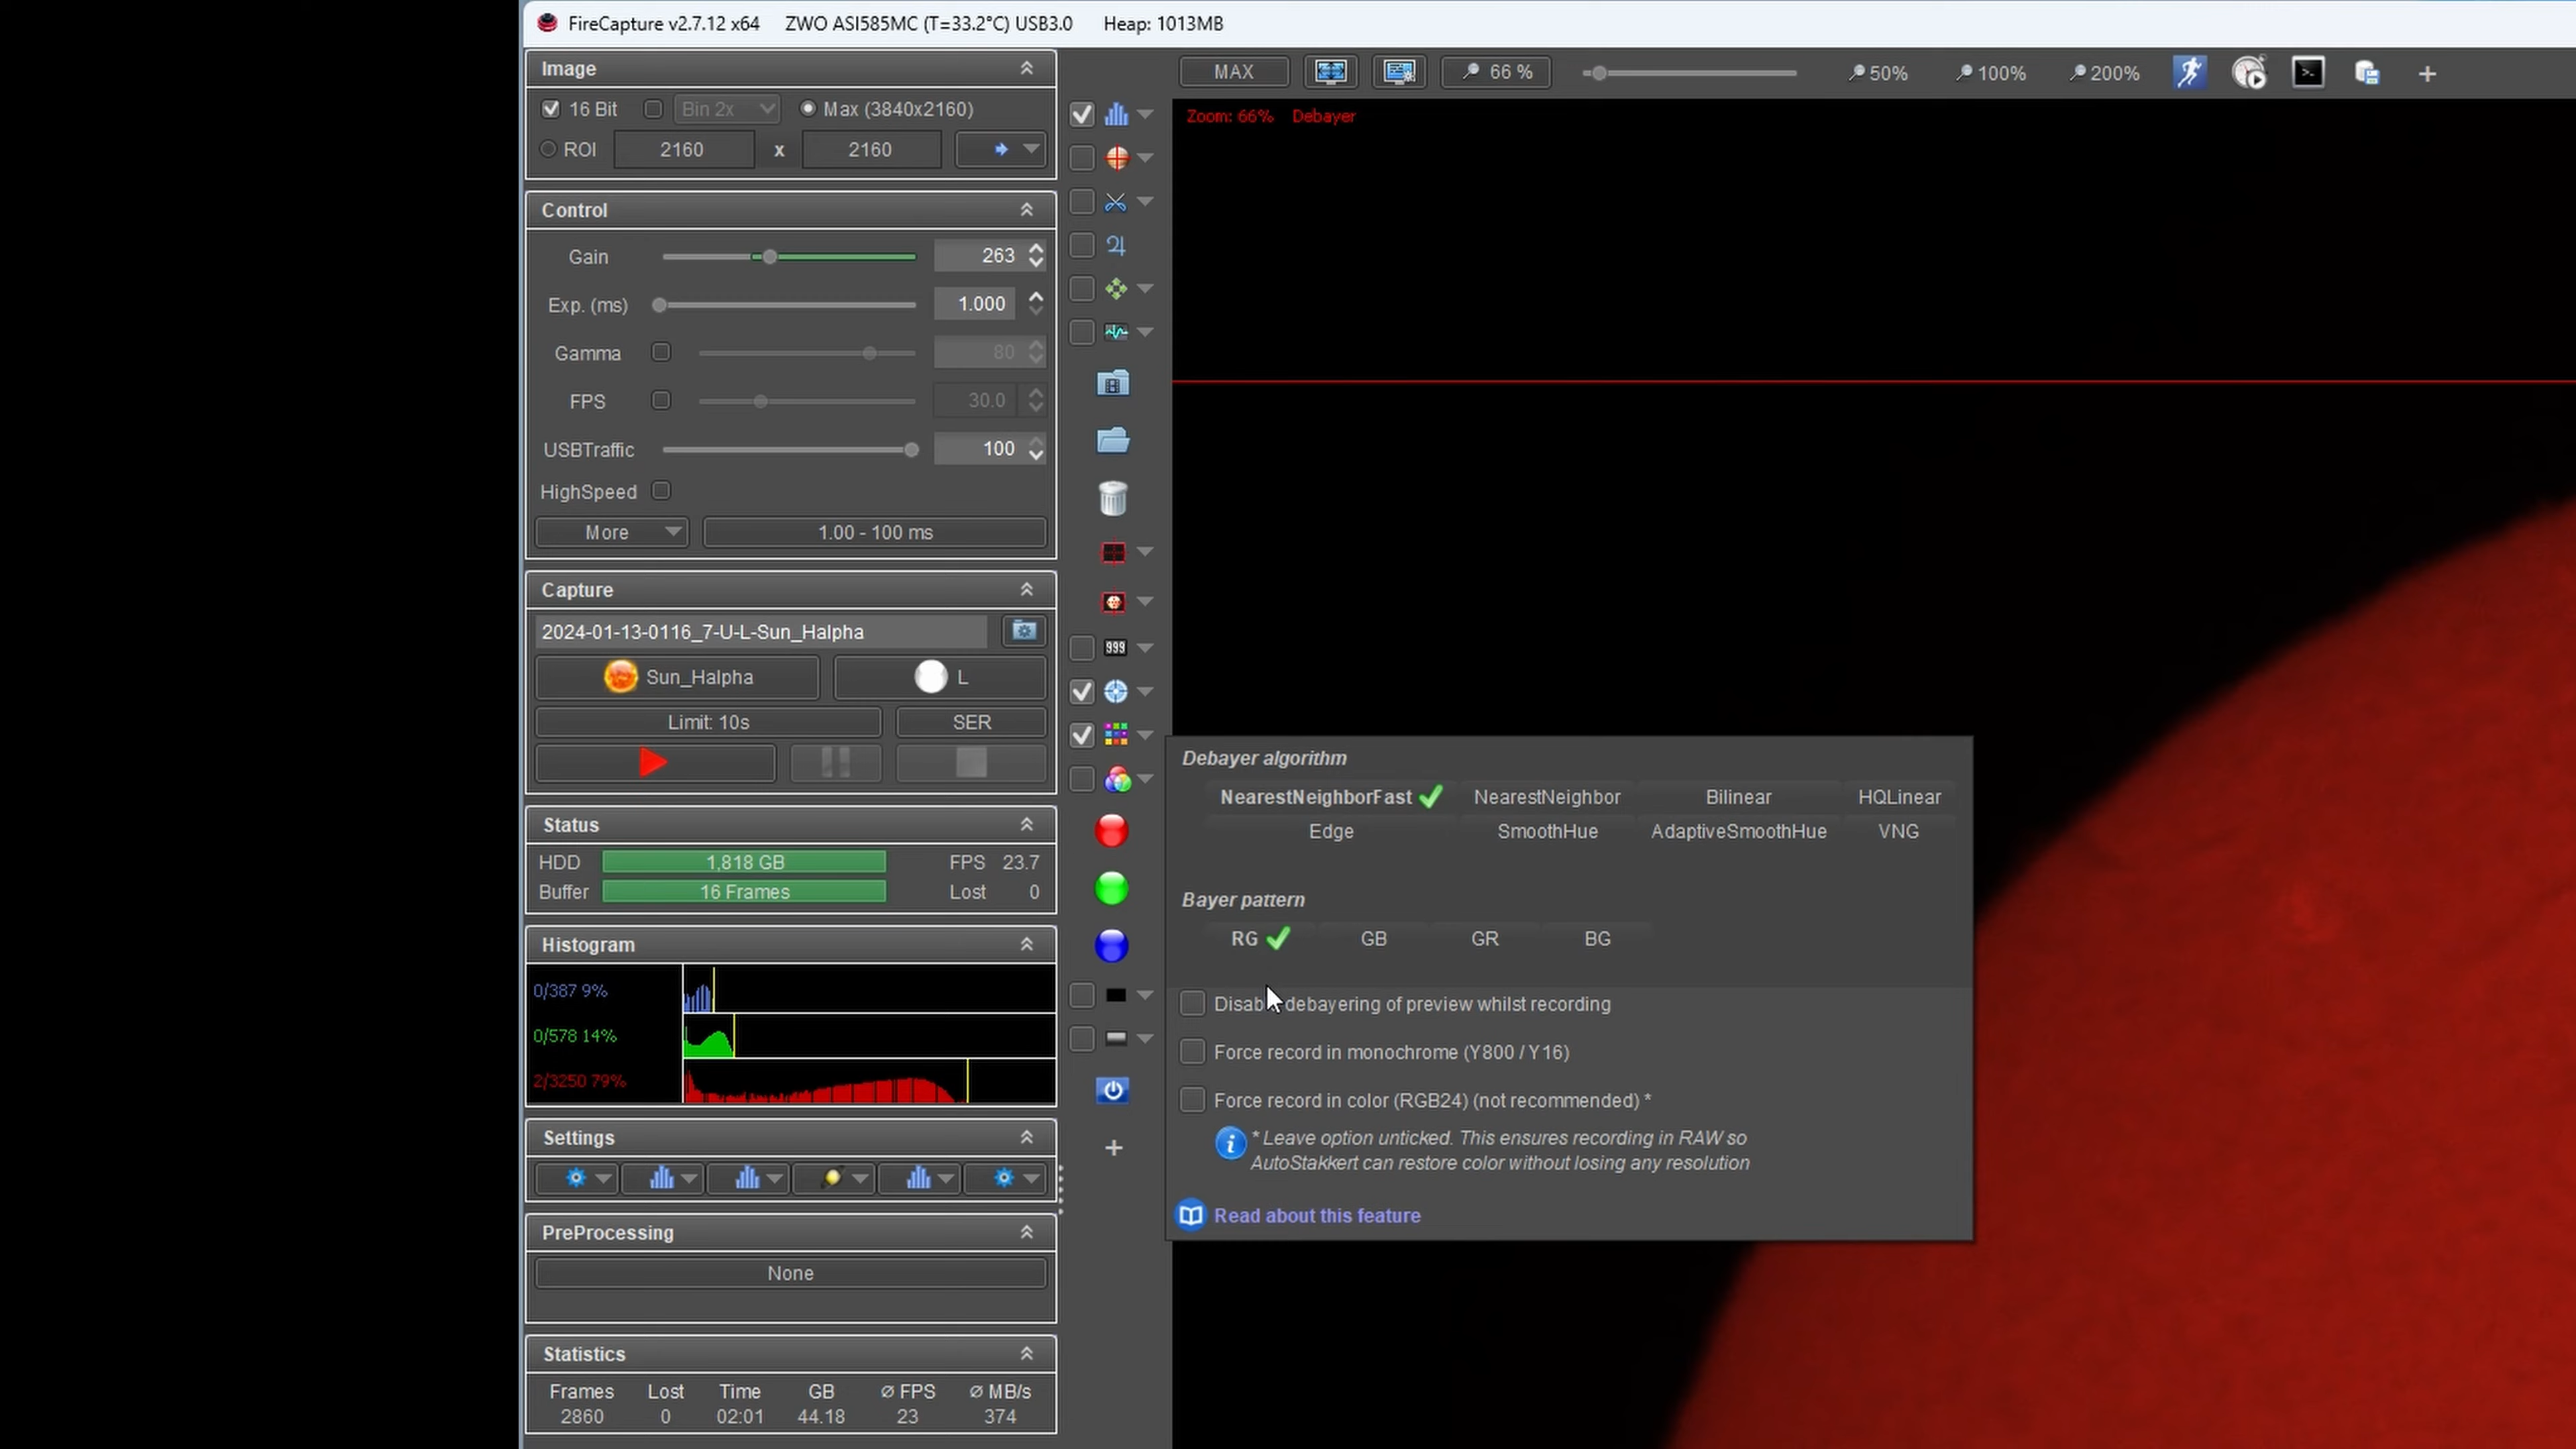 FireCapture v2.7.12 x64 ZWO ASI585MC (T=33.2°C) USB3.0 Heap: 1013MB
Image
16 Bit Bin 2x Max (3840x2160)
ROI 2160 x 2160
Control
Gain 263
Exp. (ms) 1.000
Gamma 80
FPS 30.0
USBTraffic 100
HighSpeed
More 1.00 - 100 ms
Capture
2024-01-13-0116_7-U-L-Sun_Halpha
Sun_Halpha L
Limit: 10s SER
Status
HDD 1,818 GB FPS 23.7
Buffer 16 Frames Lost 0
Histogram
0/387 9%
0/578 14%
2/3250 79%
Settings
PreProcessing
None
Statistics
Frames Lost Time GB ∅ FPS ∅ MB/s
2860 0 02:01 44.18 23 374
999
MAX 66 % 50% 100% 200%
Zoom: 66% Debayer
Debayer algorithm
NearestNeighborFast NearestNeighbor Bilinear HQLinear
Edge SmoothHue AdaptiveSmoothHue VNG
Bayer pattern
RG GB GR BG
Disab debayering of preview whilst recording
Force record in monochrome (Y800 / Y16)
Force record in color (RGB24) (not recommended) *
* Leave option unticked. This ensures recording in RAW so
AutoStakkert can restore color without losing any resolution
Read about this feature